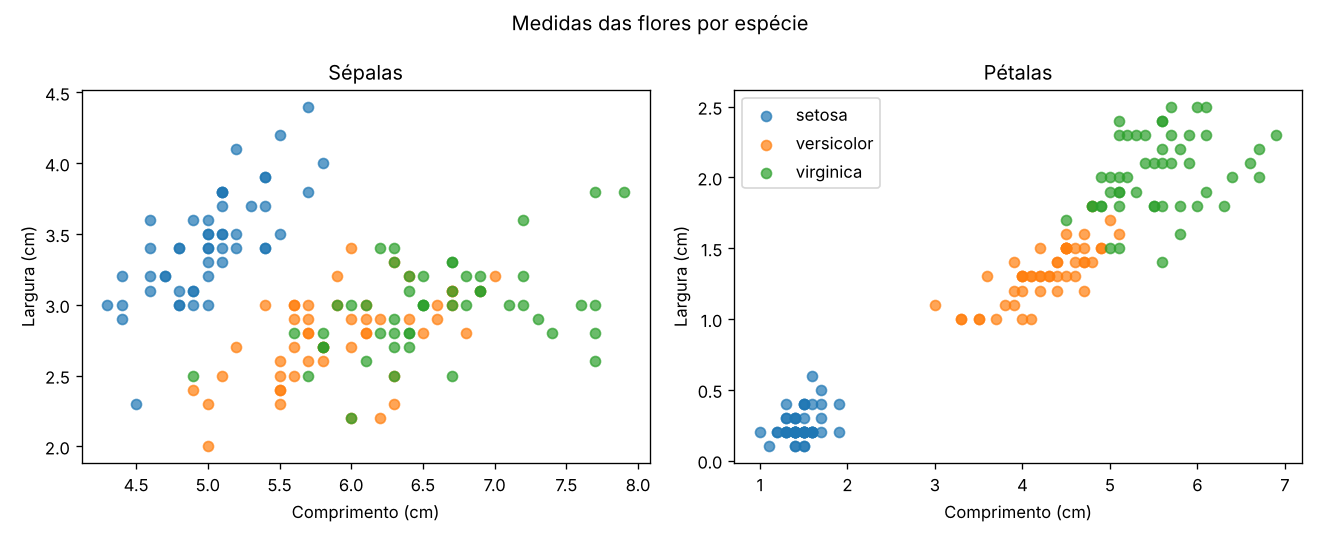 Medidas das flores por espécie
Sépalas
Largura (cm)
4.5
4.0
3.5
3.0
2.5
2.0
4.5 5.0 5.5 6.0 6.5 7.0 7.5 8.0
Comprimento (cm)
Pétalas
Largura (cm)
2.5
2.0
1.5
1.0
0.5
0.0
setosa
versicolor
virginica
1 2 3 4 5 6 7
Comprimento (cm)